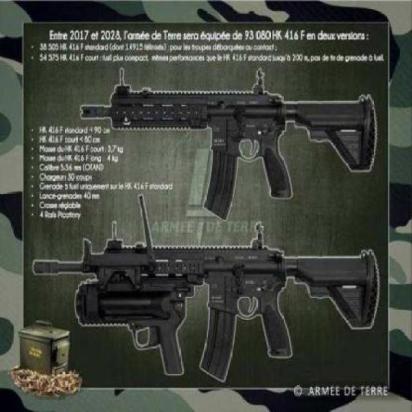 Entre 2017 et 2028, l'armée de Terre sera équipée de 93 080 HK 416 F en deux versions :
• 38 505 HK 416 F standard (dont 14 915 féliniés) : pour les troupes débarquées au contact ;
• 54 575 HK 416 F court : fusil plus compact, mêmes performances que le HK 416 F standard jusqu'à 200 m, pas de tir de grenade à fusil.
• HK 416 F standard < 90 cm
• HK 416 F court < 80 cm
• Masse du HK 416 F court : 3,7 kg
• Masse du HK 416 F long : 4 kg
• Calibre 5.56 mm (OTAN)
• Chargeurs 30 coups
• Grenade à fusil uniquement sur le HK 416 F standard
• Lance-grenades 40 mm
• Crosse réglable
• 4 Rails Picatinny
ARMEE DE TERRE
© ARMEE DE TERRE